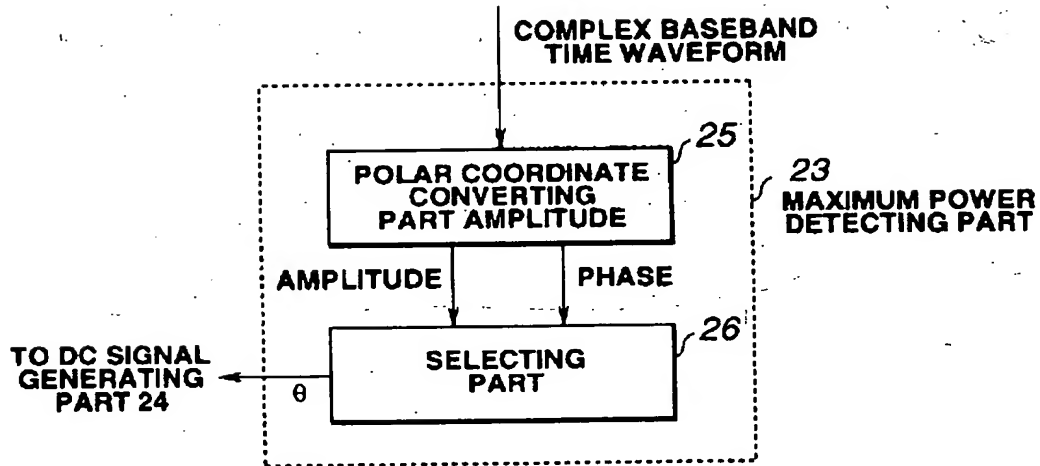 COMPLEX BASEBAND
TIME WAVEFORM
25
POLAR COORDINATE
CONVERTING
PART AMPLITUDE
23
MAXIMUM POWER
DETECTING PART
AMPLITUDE
PHASE
26
SELECTING
PART
TO DC SIGNAL
GENERATING
PART 24
θ